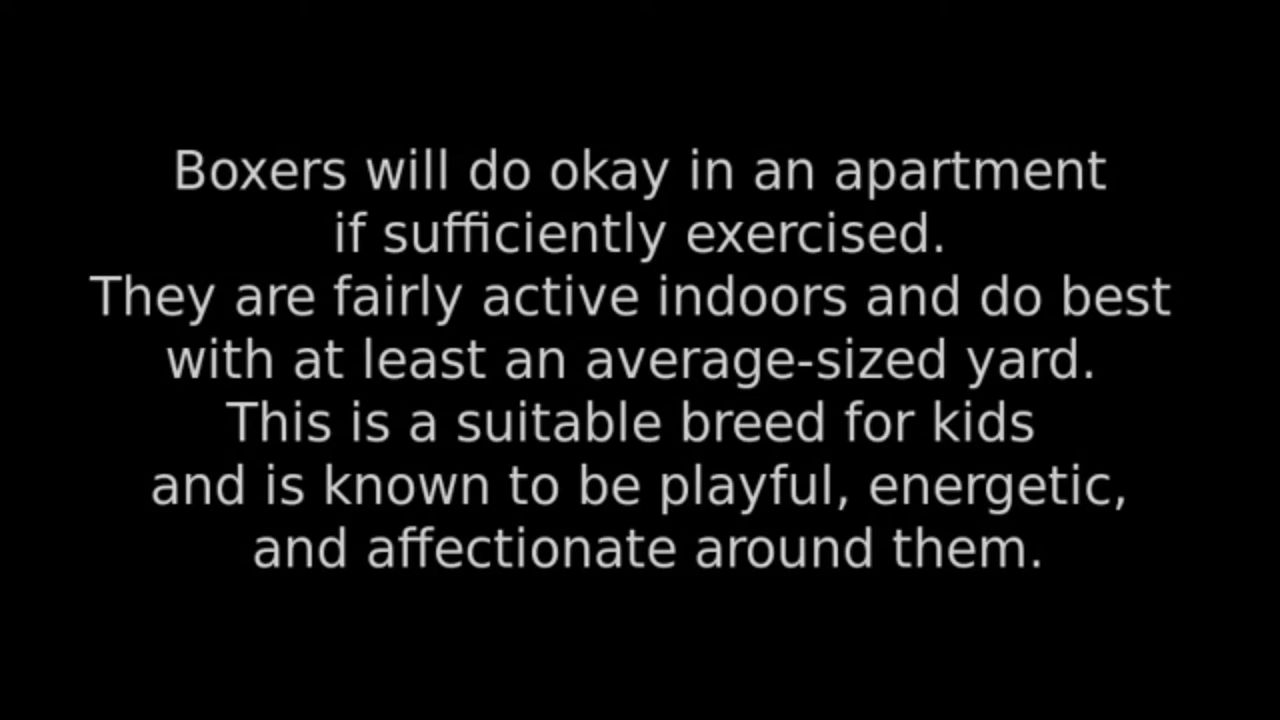 Boxers will do okay in an apartment
if sufficiently exercised.
They are fairly active indoors and do best
with at least an average-sized yard.
This is a suitable breed for kids
and is known to be playful, energetic,
and affectionate around them.